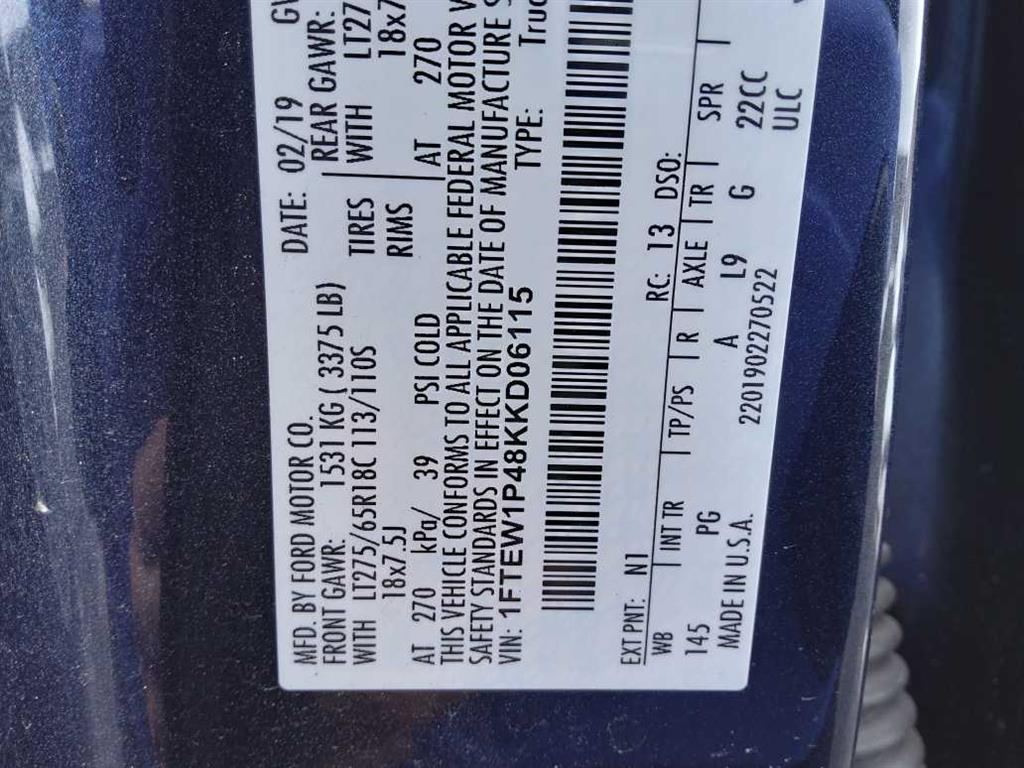 MFD. BY FORD MOTOR CO. DATE: 02/19
FRONT GAWR: 1531 KG ( 3375 LB) REAR GAWR:
WITH LT275/65R18C 113/110S TIRES WITH
18x7.5J RIMS
AT 270 kPa/ 39 PSI COLD AT 270
THIS VEHICLE CONFORMS TO ALL APPLICABLE FEDERAL MOTOR
SAFETY STANDARDS IN EFFECT ON THE DATE OF MANUFACTURE
VIN: 1FTEW1P48KKD06115 TYPE:
EXT PNT: N1 RC: 13 DSO:
WB INT TR TP/PS R AXLE TR SPR
145 PG A L9 G 22CC
MADE IN U.S.A. 2201902270522 ULC